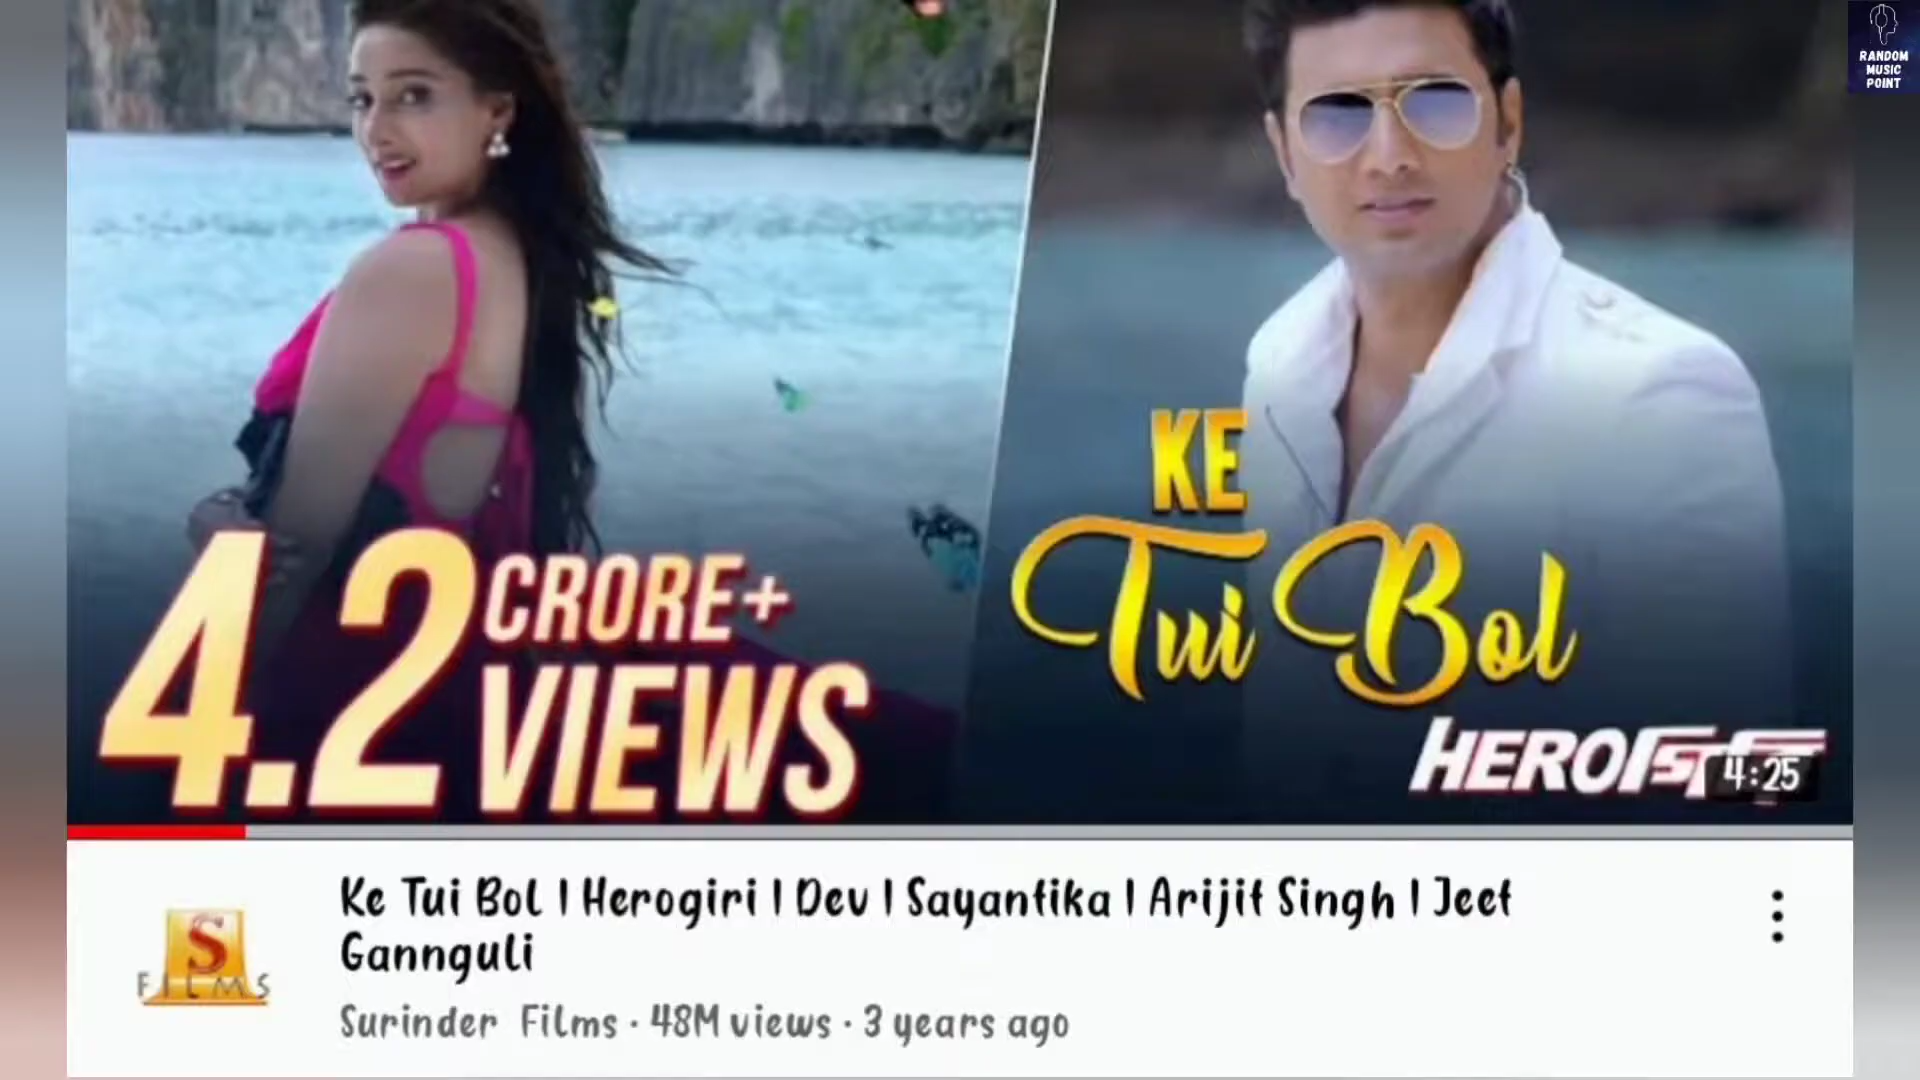 RANDOM
MUSIC
POINT
KE
Tui Bol
4.2 CRORE+
VIEWS
HERO
4:25
Ke Tui Bol | Herogiri | Dev | Sayantika | Arijit Singh | Jeet
Gannguli
S
FILMS
Surinder Films · 48M views · 3 years ago